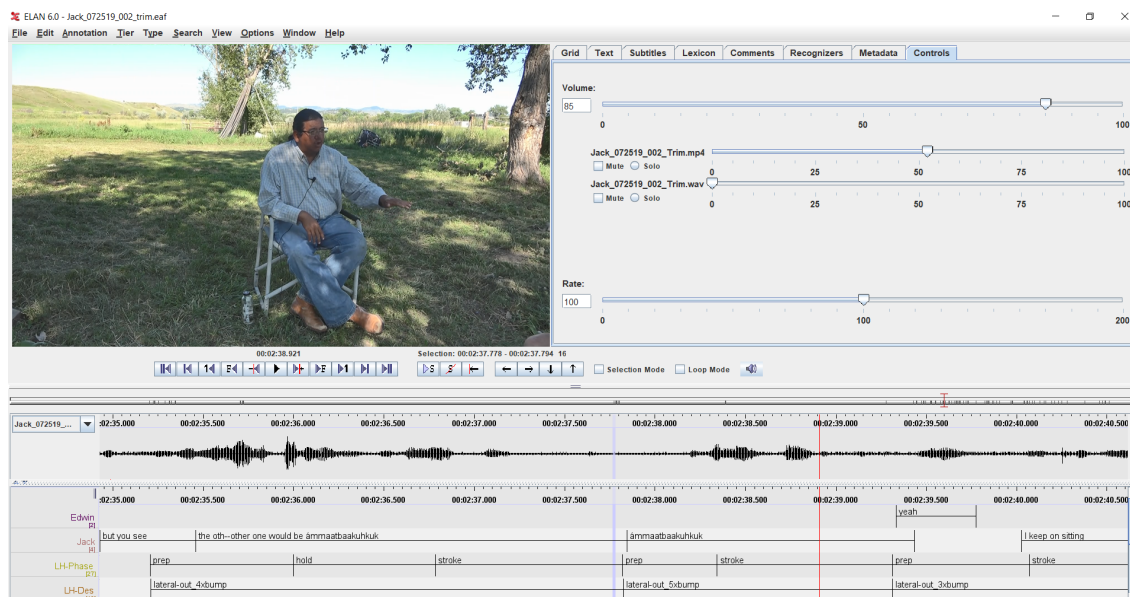 ELAN 6.0 - Jack_072519_002_trim.eaf
File Edit Annotation Tier Type Search View Options Window Help
Grid Text Subtitles Lexicon Comments Recognizers Metadata Controls
Volume:
85
0 50 100
Jack_072519_002_Trim.mp4
Mute Solo 0 25 50 75 100
Jack_072519_002_Trim.wav
Mute Solo 0 25 50 75 100
Rate:
100
0 100 200
00:02:38.921 Selection: 00:02:37.778 - 00:02:37.794 16
Selection Mode Loop Mode
Jack_072519_... :02:35.000 00:02:35.500 00:02:36.000 00:02:36.500 00:02:37.000 00:02:37.500 00:02:38.000 00:02:38.500 00:02:39.000 00:02:39.500 00:02:40.000 00:02:40.500
:02:35.000 00:02:35.500 00:02:36.000 00:02:36.500 00:02:37.000 00:02:37.500 00:02:38.000 00:02:38.500 00:02:39.000 00:02:39.500 00:02:40.000 00:02:40.500
Edwin yeah
[2]
Jack but you see the oth--other one would be ámmaatbaakuhkuk ámmaatbaakuhkuk I keep on sitting
[4]
LH-Phase prep hold stroke prep stroke prep stroke
[27]
LH-Des lateral-out_4xbump lateral-out_5xbump lateral-out_3xbump